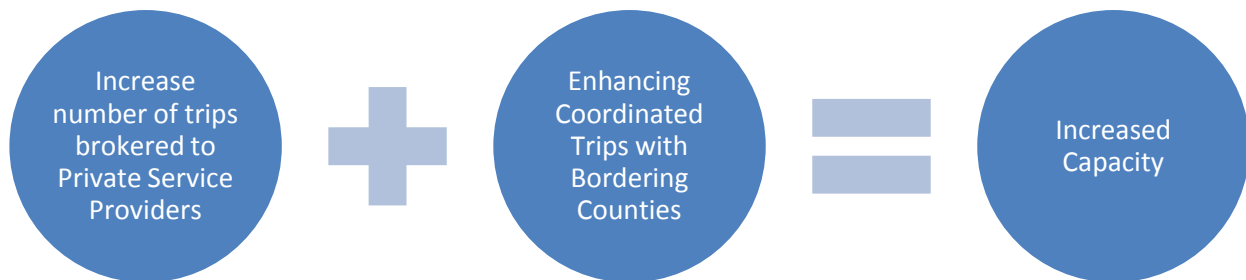 Increase
number of trips
brokered to
Private Service
Providers
Enhancing
Coordinated
Trips with
Bordering
Counties
Increased
Capacity